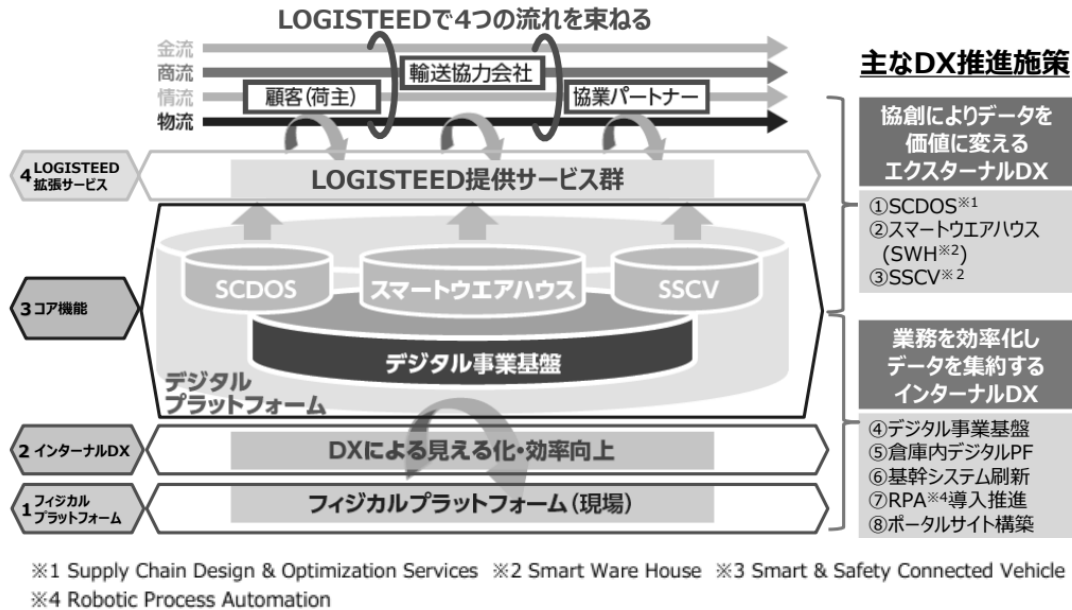 LOGISTEEDで4つの流れを束ねる
金流
商流
情流
物流
顧客(荷主)
輸送協力会社
協業パートナー
4 LOGISTEED
拡張サービス
LOGISTEED提供サービス群
3 コア機能
SCDOS
スマートウエアハウス
SSCV
デジタル事業基盤
デジタル
プラットフォーム
2 インターナルDX
DXによる見える化・効率向上
1 フィジカル
プラットフォーム
フィジカルプラットフォーム(現場)
主なDX推進施策
協創によりデータを
価値に変える
エクスターナルDX
①SCDOS※1
②スマートウエアハウス
(SWH※2)
③SSCV※2
業務を効率化し
データを集約する
インターナルDX
④デジタル事業基盤
⑤倉庫内デジタルPF
⑥基幹システム刷新
⑦RPA※4導入推進
⑧ポータルサイト構築
※1 Supply Chain Design & Optimization Services ※2 Smart Ware House ※3 Smart & Safety Connected Vehicle
※4 Robotic Process Automation